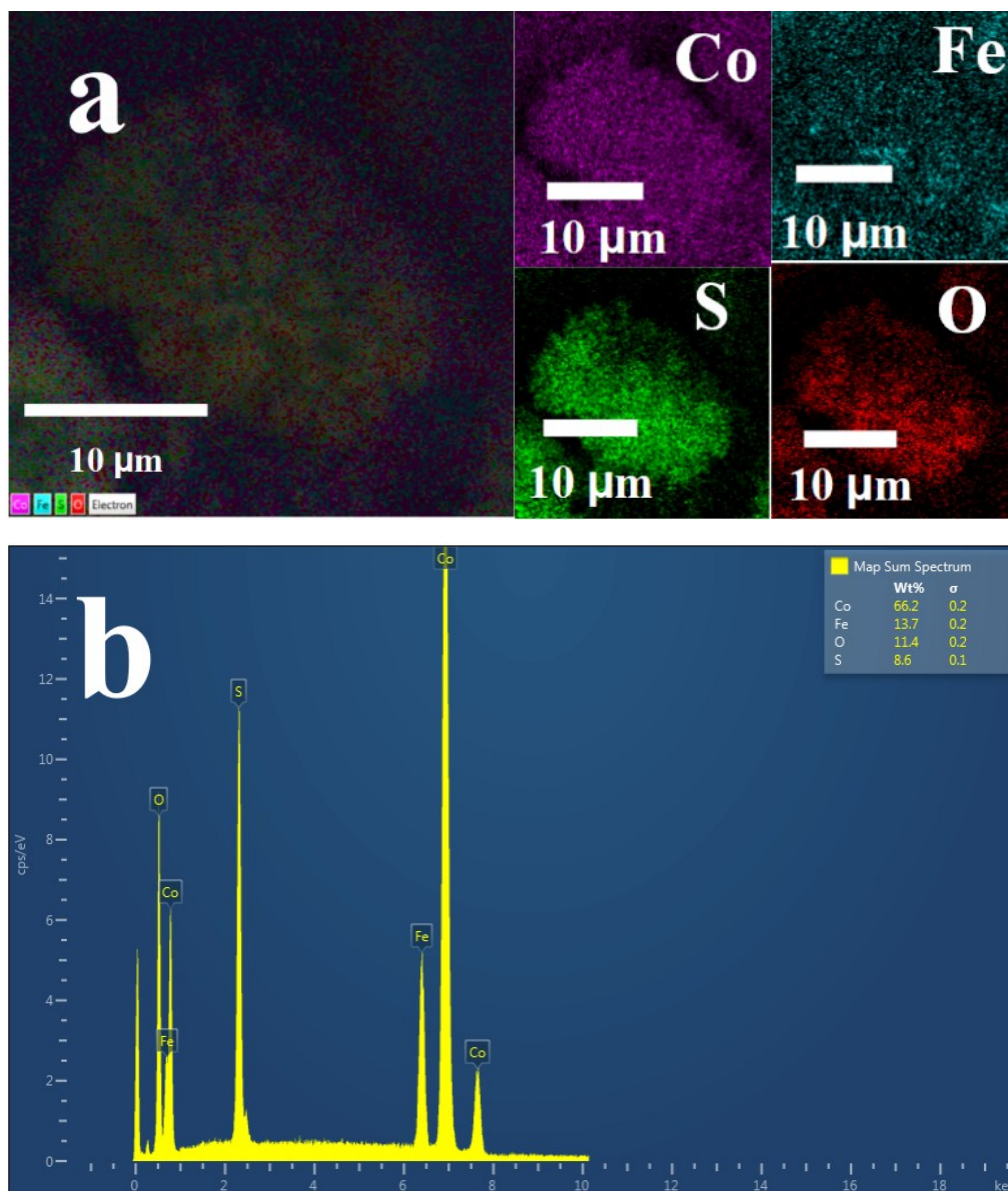 a
10 μm
Co Fe S O Electron
Co
10 μm
Fe
10 μm
S
10 μm
O
10 μm
b
Map Sum Spectrum
Wt% σ
Co 66.2 0.2
Fe 13.7 0.2
O 11.4 0.2
S 8.6 0.1
cps/eV
14
12
10
8
6
4
2
0
Co
S
O
Co
Fe
Fe
Co
0 2 4 6 8 10 12 14 16 18 ke